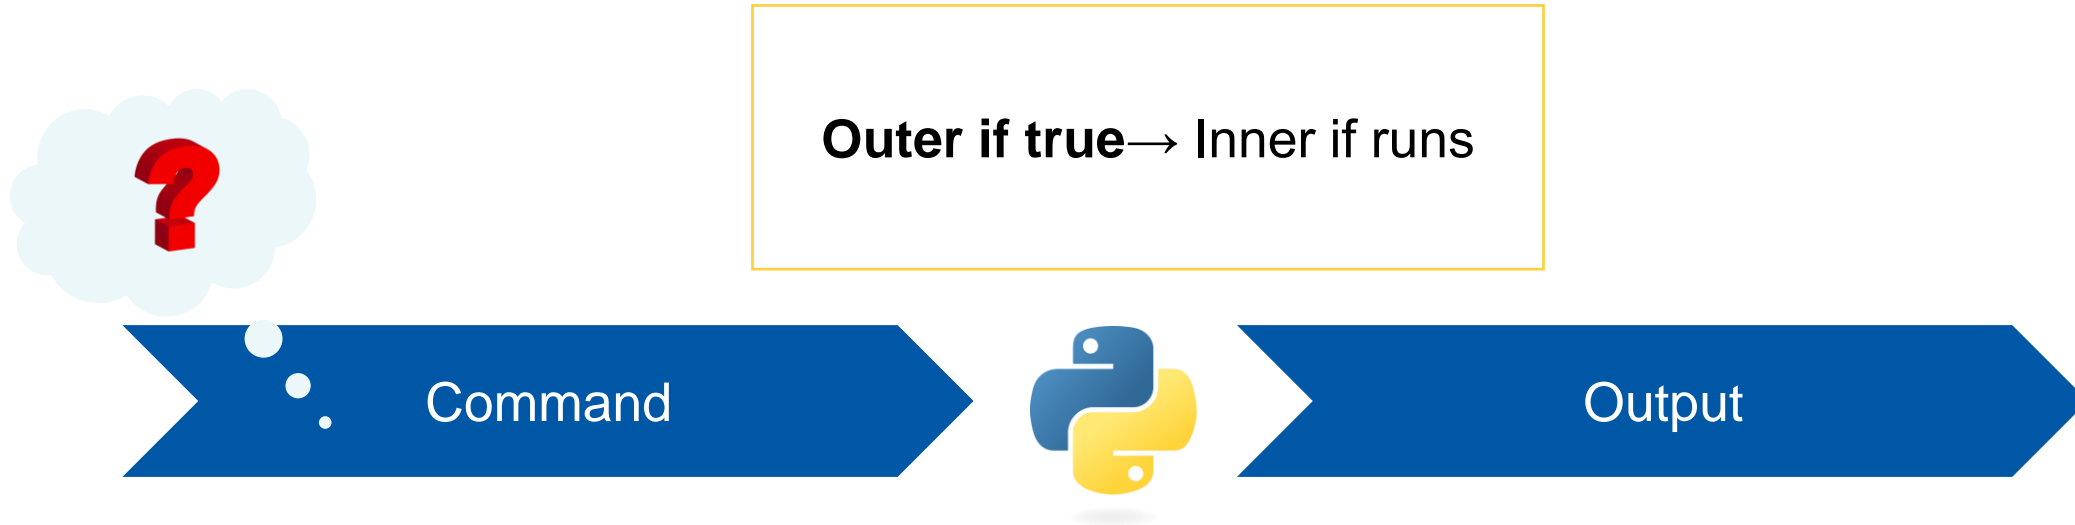 Outer if true→ Inner if runs
Command
Output